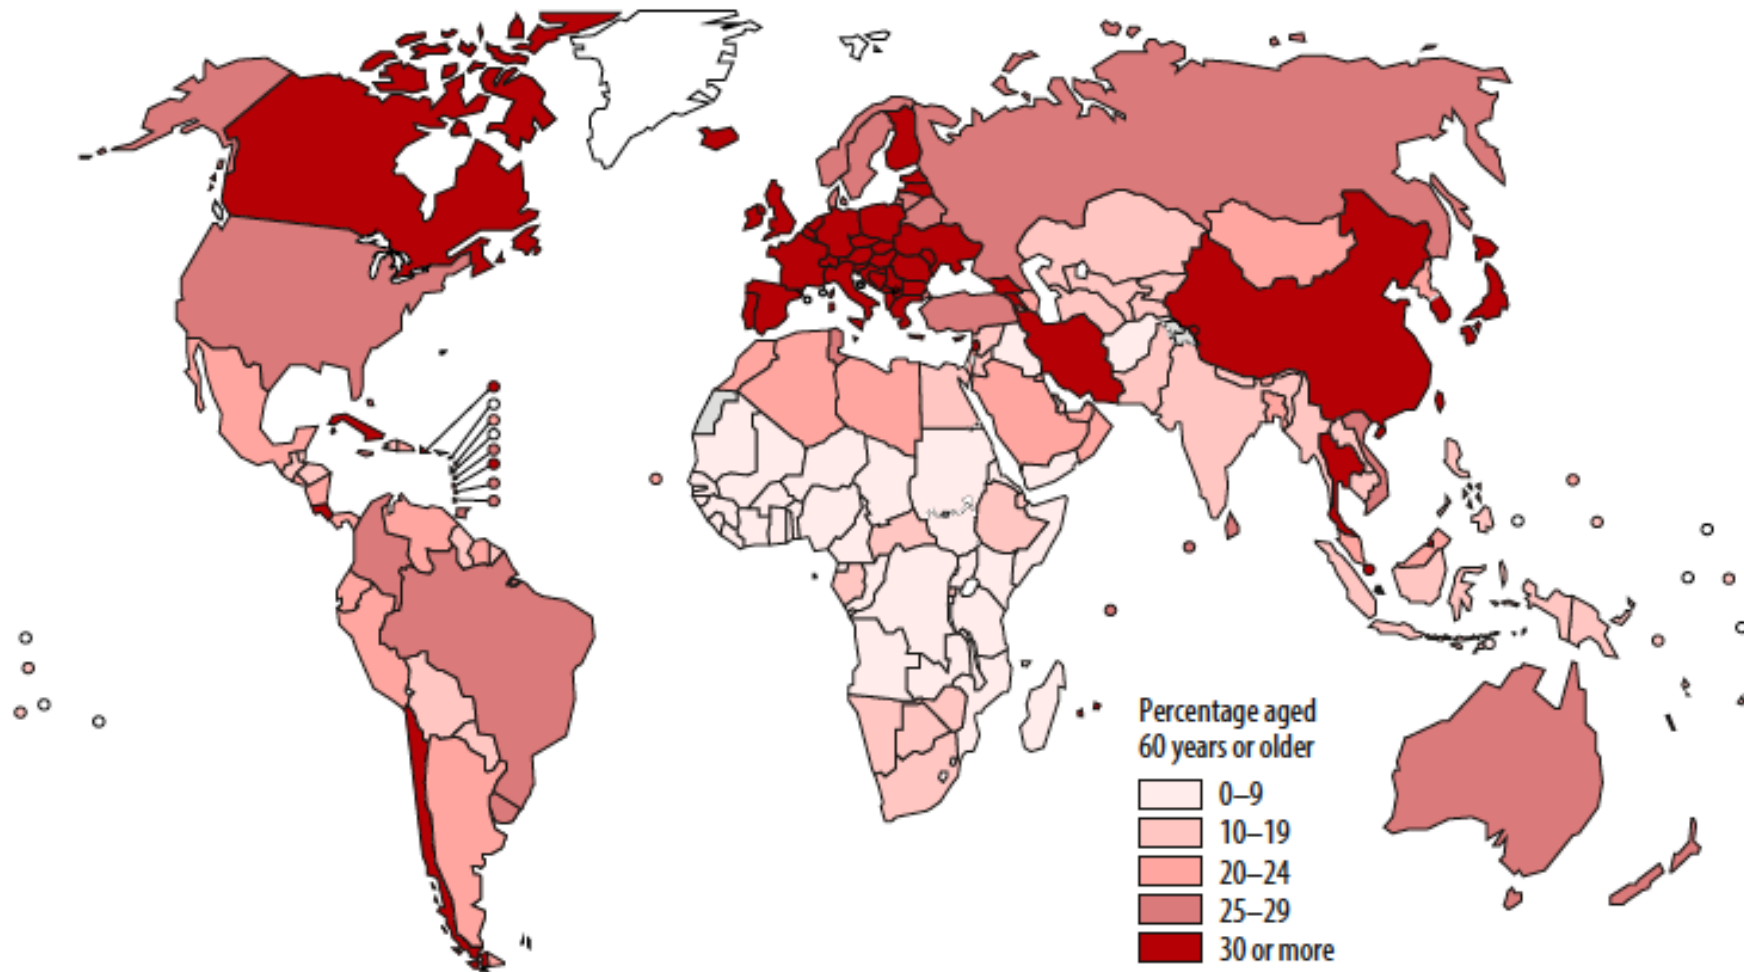 Percentage aged
60 years or older
0–9
10–19
20–24
25–29
30 or more